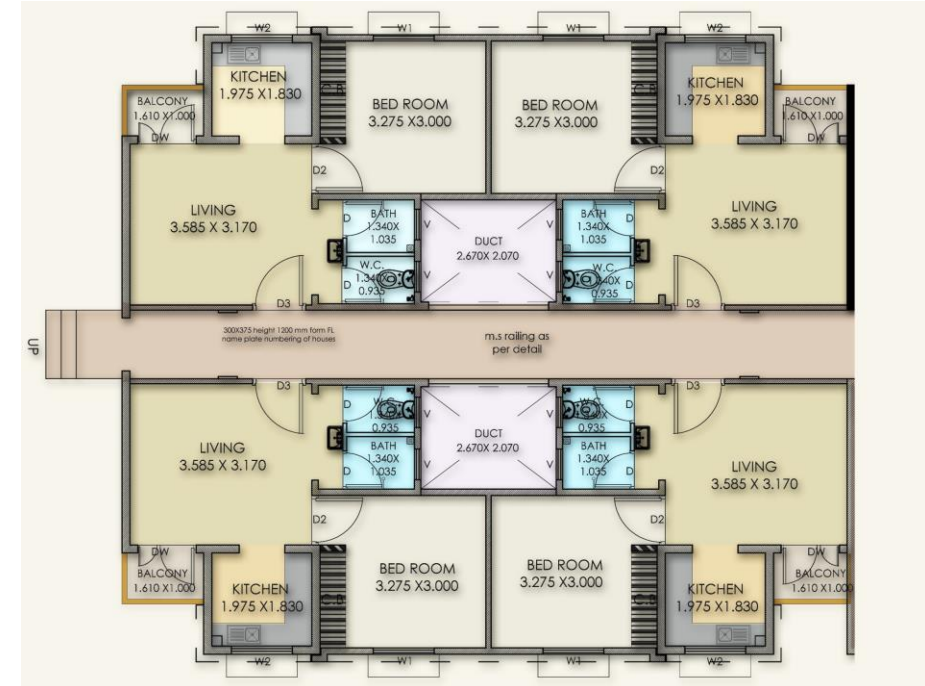 W2
W1
W1
W2
KITCHEN
1.975 X1.830
C.B
BED ROOM
3.275 X3.000
BED ROOM
3.275 X3.000
C.B
KITCHEN
1.975 X1.830
BALCONY
1.610 X1.000
DW
BALCONY
1.610 X1.000
DW
D2
D2
LIVING
3.585 X 3.170
D
BATH
1.340X
1.035
V
DUCT
2.670X 2.070
V
BATH
1.340X
1.035
D
LIVING
3.585 X 3.170
D
W.C.
1.340X
0.935
V
V
W.C.
1.340X
0.935
D
D3
D3
UP
300X375 height 1200 mm form FL
name plate numbering of houses
m.s railing as
per detail
D3
D3
D
W.C.
1.340X
0.935
V
V
W.C.
1.340X
0.935
D
LIVING
3.585 X 3.170
D
BATH
1.340X
1.035
V
DUCT
2.670X 2.070
V
BATH
1.340X
1.035
D
LIVING
3.585 X 3.170
D2
D2
DW
BALCONY
1.610 X1.000
DW
BALCONY
1.610 X1.000
KITCHEN
1.975 X1.830
BED ROOM
3.275 X3.000
BED ROOM
3.275 X3.000
C.B
KITCHEN
1.975 X1.830
W2
W1
W1
W2